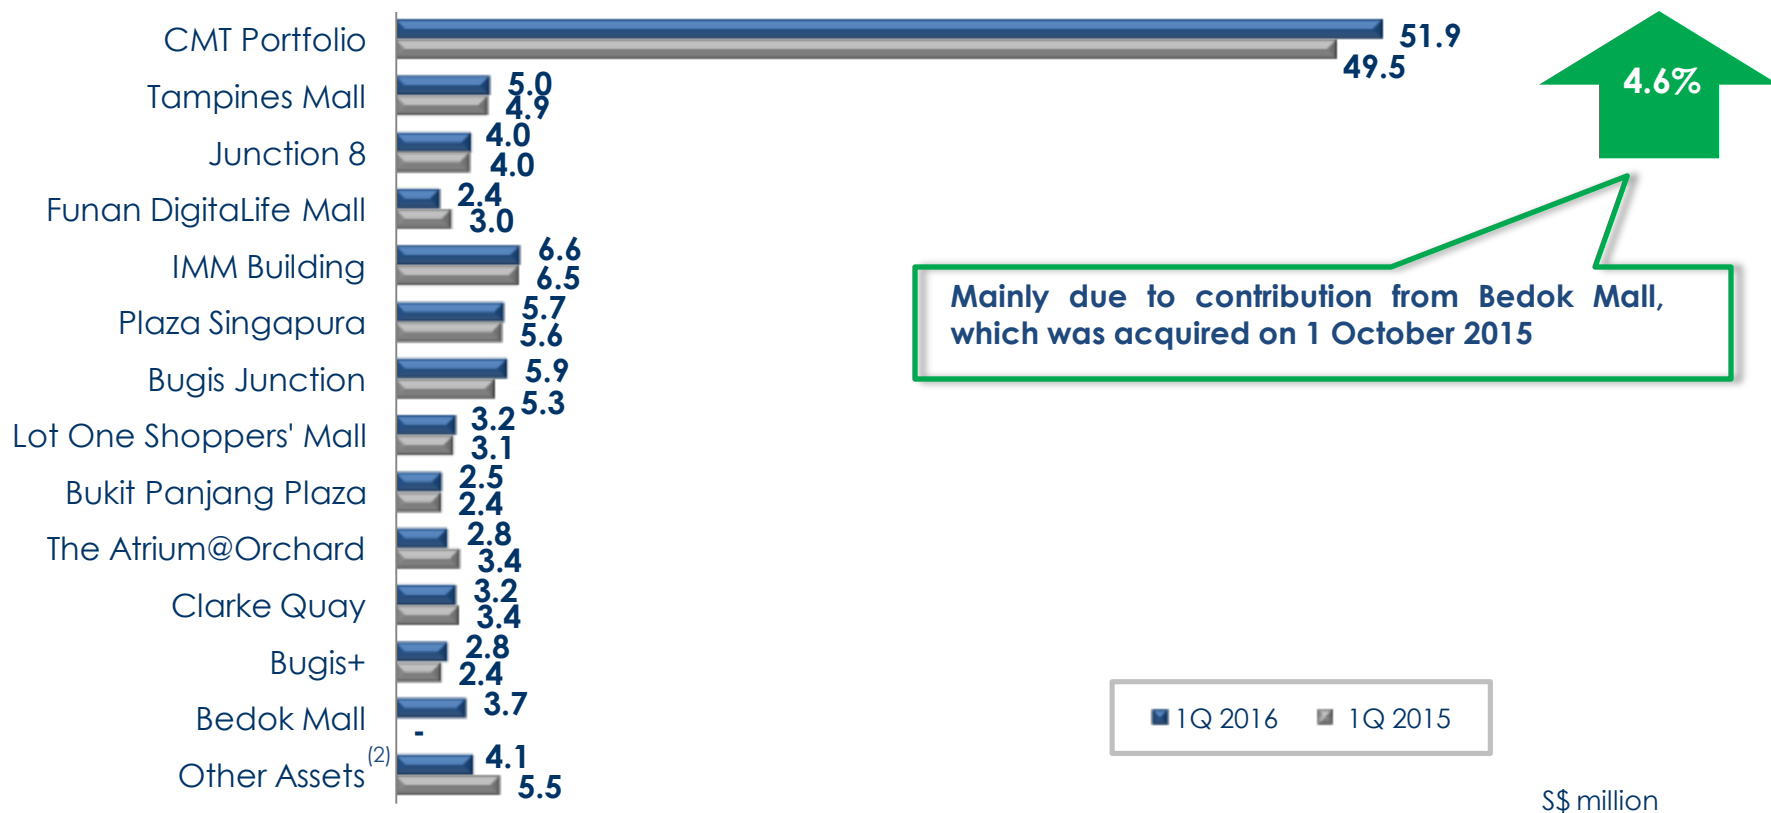 CMT Portfolio 51.9
49.5
4.6%
Tampines Mall 5.0
4.9
Junction 8 4.0
4.0
Funan DigitaLife Mall 2.4
3.0
IMM Building 6.6
6.5
Mainly due to contribution from Bedok Mall,
which was acquired on 1 October 2015
Plaza Singapura 5.7
5.6
Bugis Junction 5.9
5.3
Lot One Shoppers' Mall 3.2
3.1
Bukit Panjang Plaza 2.5
2.4
The Atrium@Orchard 2.8
3.4
Clarke Quay 3.2
3.4
Bugis+ 2.8
2.4
Bedok Mall 3.7
-
Other Assets (2) 4.1
5.5
1Q 2016 1Q 2015
S$ million